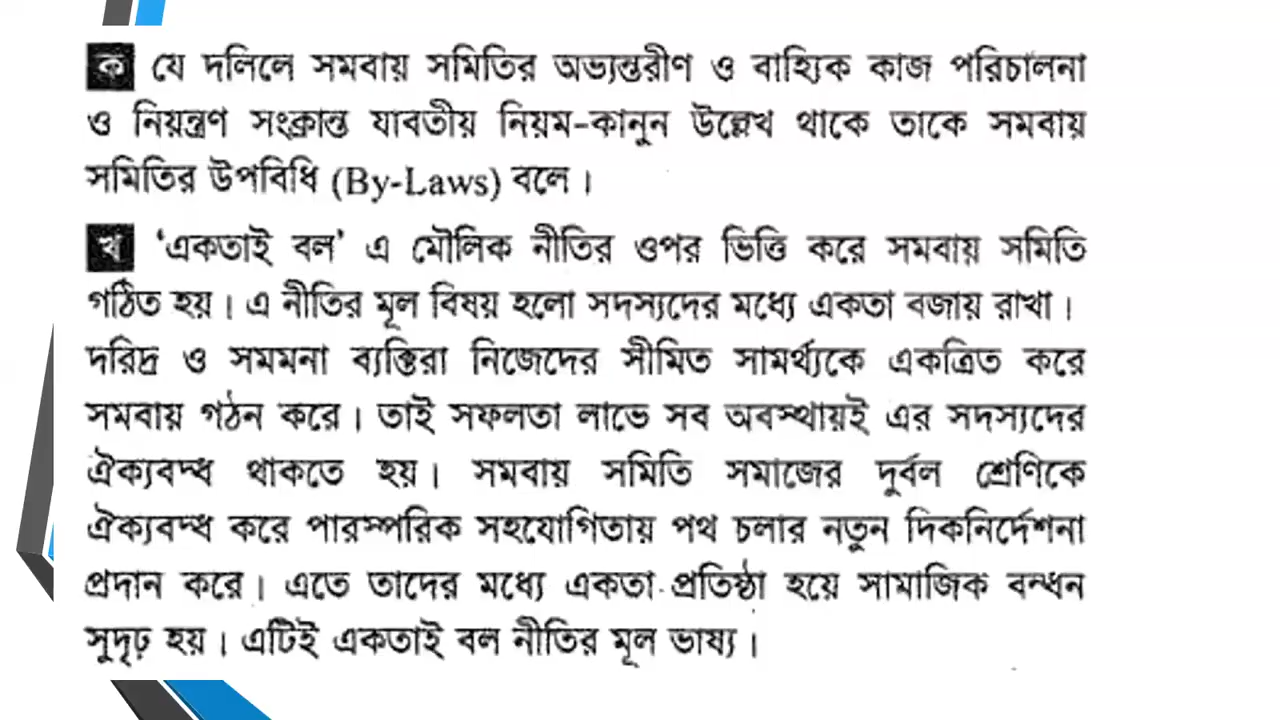 ক যে দলিলে সমবায় সমিতির অভ্যন্তরীণ ও বাহ্যিক কাজ পরিচালনা
ও নিয়ন্ত্রণ সংক্রান্ত যাবতীয় নিয়ম-কানুন উল্লেখ থাকে তাকে সমবায়
সমিতির উপবিধি (By-Laws) বলে।
খ ‘একতাই বল’ এ মৌলিক নীতির ওপর ভিত্তি করে সমবায় সমিতি
গঠিত হয়। এ নীতির মূল বিষয় হলো সদস্যদের মধ্যে একতা বজায় রাখা।
দরিদ্র ও সমমনা ব্যক্তিরা নিজেদের সীমিত সামর্থ্যকে একত্রিত করে
সমবায় গঠন করে। তাই সফলতা লাভে সব অবস্থায়ই এর সদস্যদের
ঐক্যবদ্ধ থাকতে হয়। সমবায় সমিতি সমাজের দুর্বল শ্রেণিকে
ঐক্যবদ্ধ করে পারস্পরিক সহযোগিতায় পথ চলার নতুন দিকনির্দেশনা
প্রদান করে। এতে তাদের মধ্যে একতা প্রতিষ্ঠা হয়ে সামাজিক বন্ধন
সুদৃঢ় হয়। এটিই একতাই বল নীতির মূল ভাষ্য।